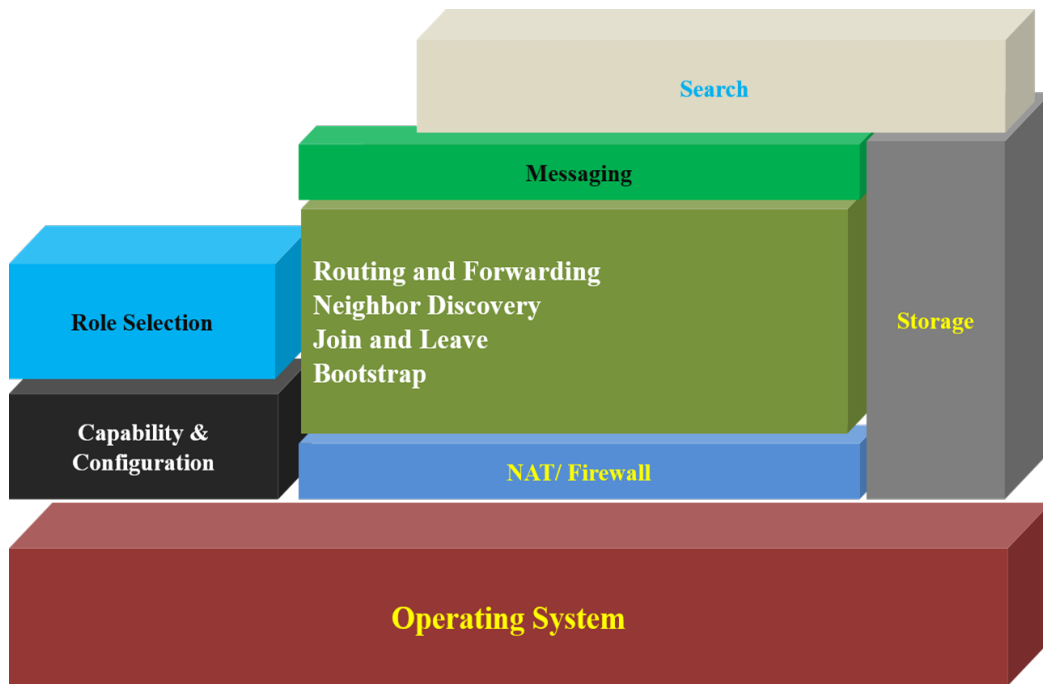 Search
Messaging
Routing and Forwarding
Neighbor Discovery
Join and Leave
Bootstrap
Role Selection
Storage
Capability &
Configuration
NAT/ Firewall
Operating System